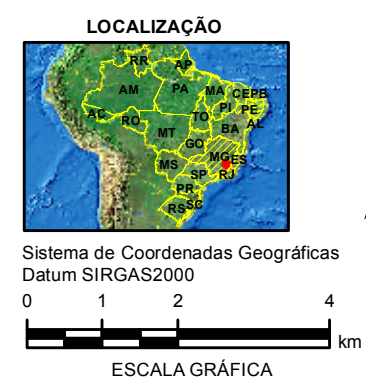 LOCALIZAÇÃO
RR AP
AM PA MA CE PB
PI PE
AC RO TO AL
MT BA
GO
MS MG ES
SP RJ
PR
RS SC
Sistema de Coordenadas Geográficas
Datum SIRGAS2000
0 1 2 4
km
ESCALA GRÁFICA